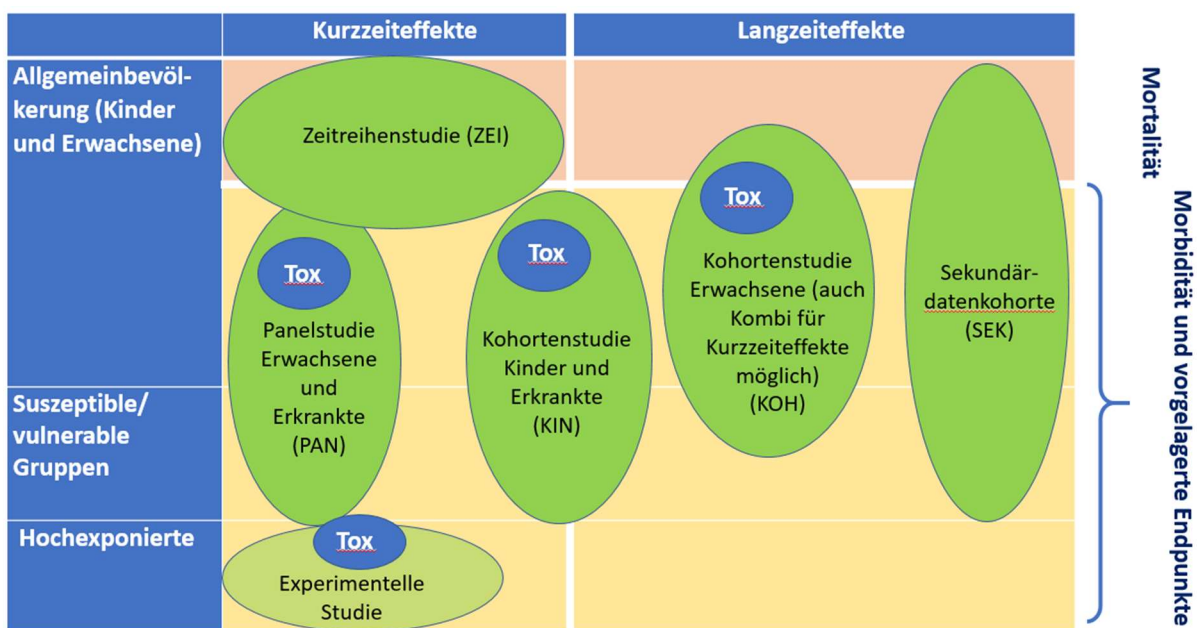 Kurzzeiteffekte
Langzeiteffekte
Allgemeinbevöl-
kerung (Kinder
und Erwachsene)
Zeitreihenstudie (ZEI)
Tox
Panelstudie
Erwachsene
und
Erkrankte
(PAN)
Tox
Kohortenstudie
Kinder und
Erkrankte
(KIN)
Tox
Kohortenstudie
Erwachsene (auch
Kombi für
Kurzzeiteffekte
möglich)
(KOH)
Sekundär-
datenkohorte
(SEK)
Suszeptible/
vulnerable
Gruppen
Hochexponierte
Tox
Experimentelle
Studie
Mortalität
Morbidität und vorgelagerte Endpunkte